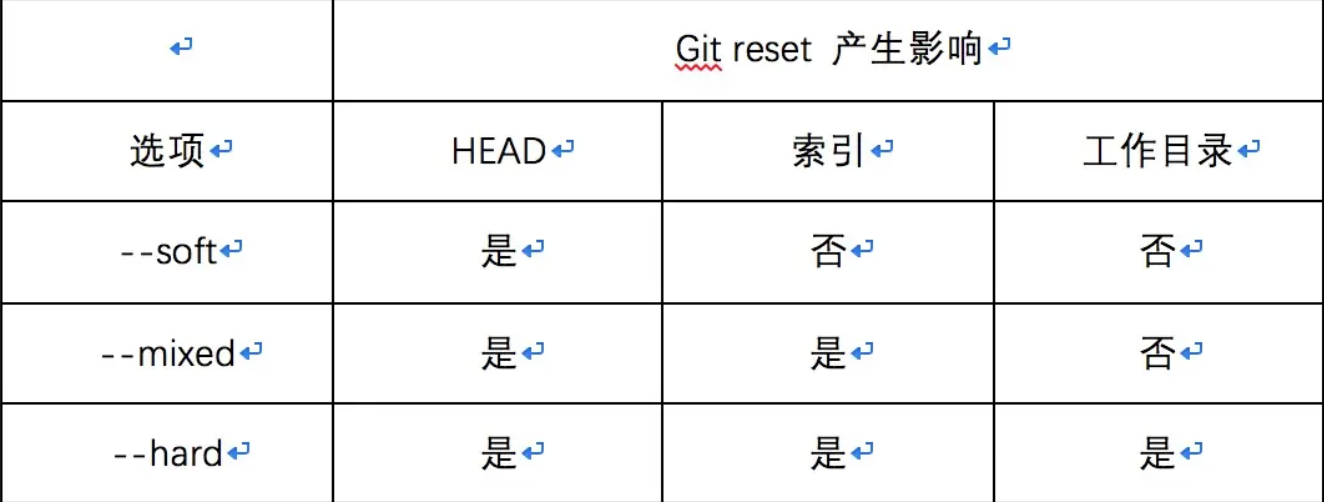 Git reset 产生影响
选项 HEAD 索引 工作目录
--soft 是 否 否
--mixed 是 是 否
--hard 是 是 是